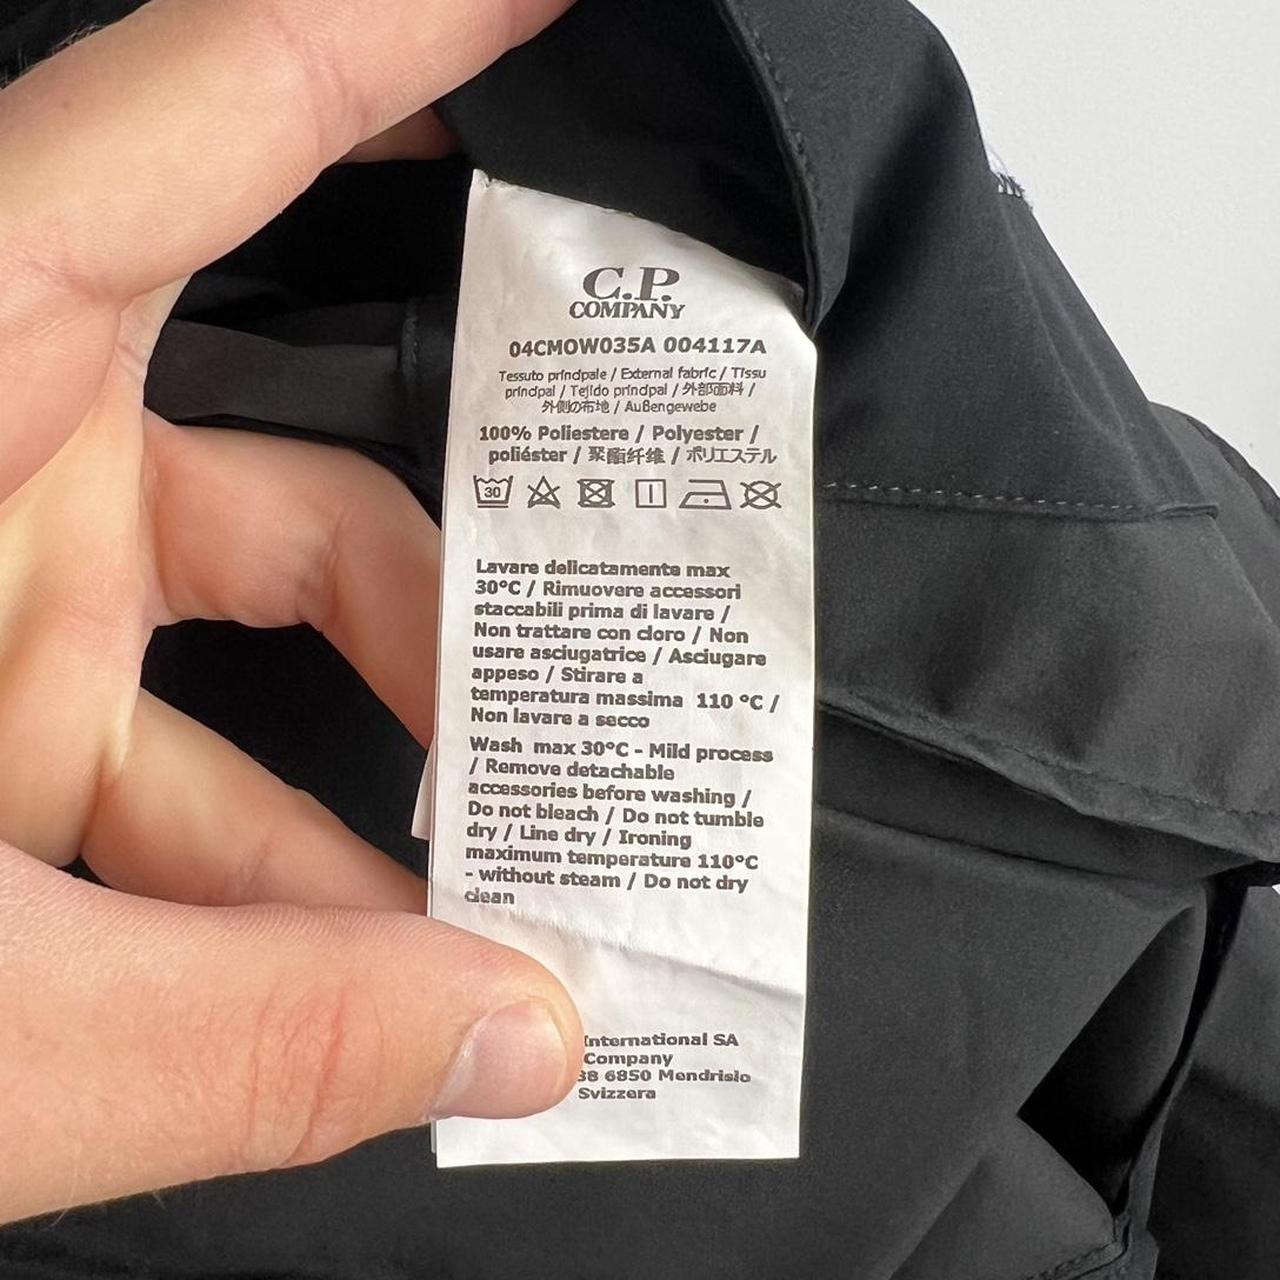 C.P.
COMPANY
04CMOW035A 004117A
Tessuto principale / External fabric / Tissu
principal / Tejido principal / 外部面料 /
外側の布地 / Außengewebe
100% Poliestere / Polyester /
poliéster / 聚酯纤维 / ポリエステル
30
Lavare delicatamente max
30°C / Rimuovere accessori
staccabili prima di lavare /
Non trattare con cloro / Non
usare asciugatrice / Asciugare
appeso / Stirare a
temperatura massima 110 °C /
Non lavare a secco
Wash max 30°C - Mild process
/ Remove detachable
accessories before washing /
Do not bleach / Do not tumble
dry / Line dry / Ironing
maximum temperature 110°C
- without steam / Do not dry
clean
International SA
Company
38 6850 Mendrisio
Svizzera